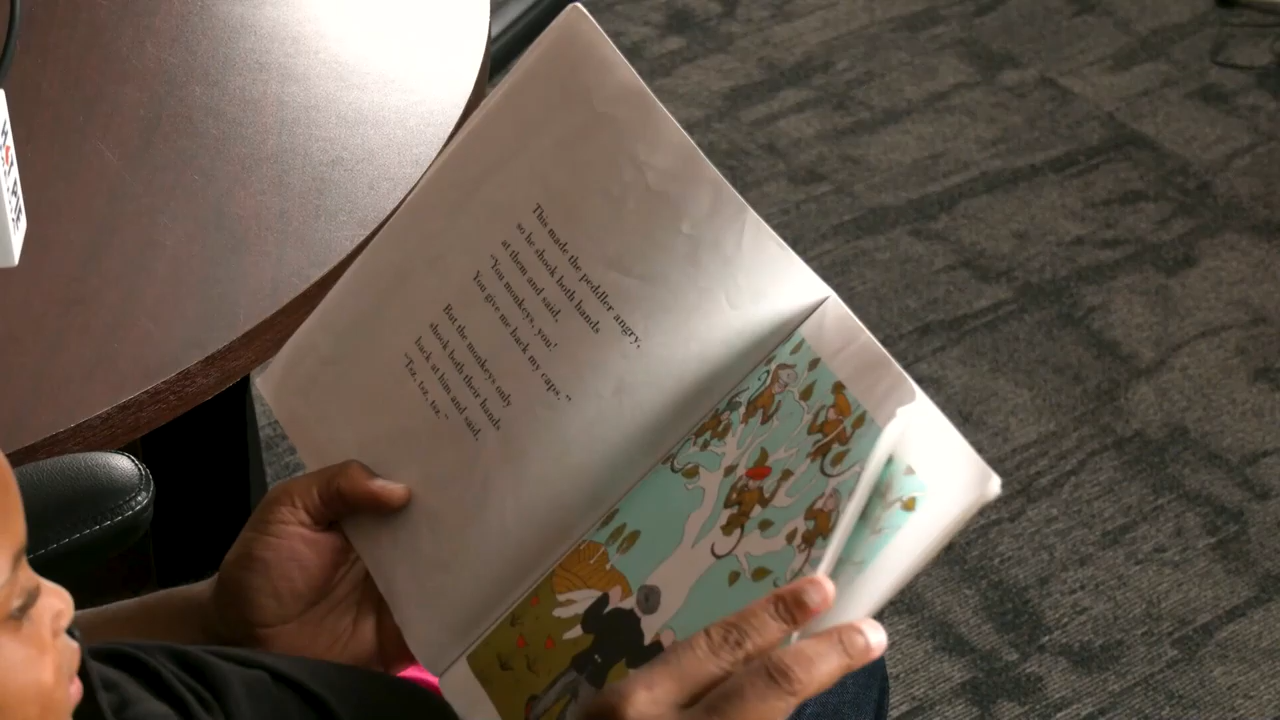 This made the peddler angry,
so he shook both hands
at them and said,
"You monkeys, you!
You give me back my caps."
But the monkeys only
shook both their hands
back at him and said,
"Tsz, tsz, tsz."